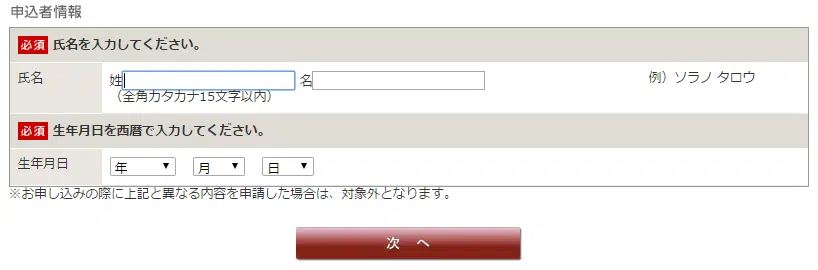 申込者情報
必須 氏名を入力してください。
氏名 姓 名 例）ソラノ タロウ
（全角カタカナ15文字以内）
必須 生年月日を西暦で入力してください。
生年月日 年 月 日
※お申し込みの際に上記と異なる内容を申請した場合は、対象外となります。
次 へ